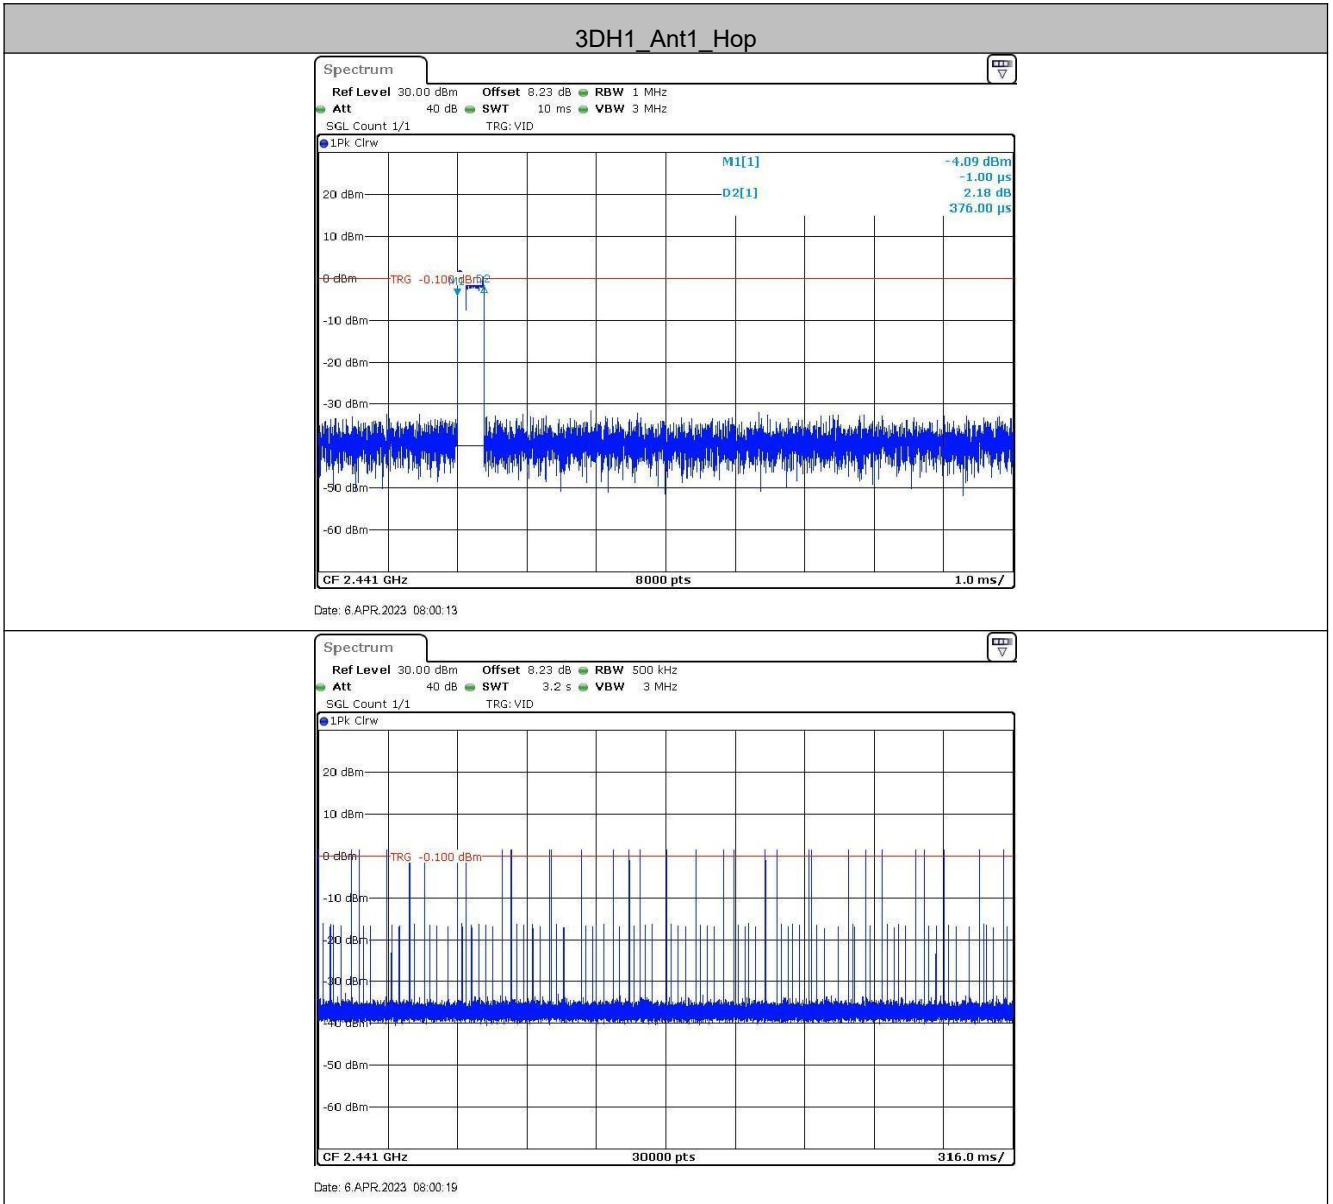 3DH1_Ant1_Hop
Spectrum
Ref Level 30.00 dBm Offset 8.23 dB RBW 1 MHz
Att 40 dB SWT 10 ms VBW 3 MHz
SGL Count 1/1 TRG: VID
1Pk Clrw
M1[1] -4.09 dBm
-1.00 µs
20 dBm D2[1] 2.18 dB
376.00 µs
10 dBm
0 dBm TRG -0.100 dBm
-10 dBm
-20 dBm
-30 dBm
-50 dBm
-60 dBm
CF 2.441 GHz 8000 pts 1.0 ms/
Date: 6.APR.2023 08:00:13
Spectrum
Ref Level 30.00 dBm Offset 8.23 dB RBW 500 kHz
Att 40 dB SWT 3.2 s VBW 3 MHz
SGL Count 1/1 TRG: VID
1Pk Clrw
20 dBm
10 dBm
0 dBm TRG -0.100 dBm
-10 dBm
-20 dBm
-30 dBm
-40 dBm
-50 dBm
-60 dBm
CF 2.441 GHz 30000 pts 316.0 ms/
Date: 6.APR.2023 08:00:19